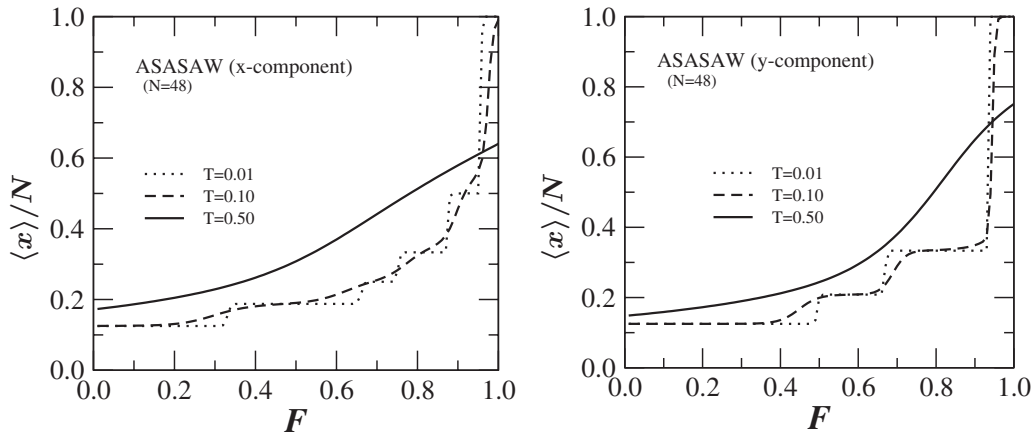 1.0
0.8
0.6
0.4
0.2
0.0
⟨x⟩/N
ASASAW (x-component)
(N=48)
T=0.01
T=0.10
T=0.50
0.0 0.2 0.4 0.6 0.8 1.0
F
1.0
0.8
0.6
0.4
0.2
0.0
⟨x⟩/N
ASASAW (y-component)
(N=48)
T=0.01
T=0.10
T=0.50
0.0 0.2 0.4 0.6 0.8 1.0
F